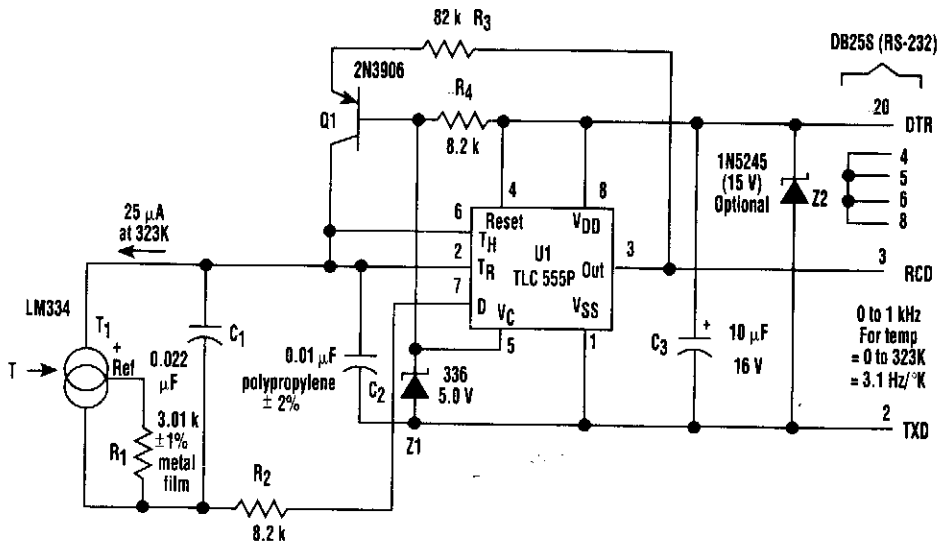 82 k R3
DB25S (RS-232)
2N3906
R4
20
Q1
DTR
8.2 k
4
1N5245
(15 V)
Optional
5
Z2
6
8
4
8
25 μA
at 323K
6
Reset
VDD
TH
U1
3
3
2
TR
TLC 555P
Out
RCD
7
D
VSS
LM334
VC
0 to 1 kHz
For temp
= 0 to 323K
= 3.1 Hz/°K
T1
C1
5
1
+
+
10 μF
16 V
C3
T
Ref
0.022
μF
0.01 μF
polypropylene
± 2%
C2
336
5.0 V
2
TXD
3.01 k
±1%
metal
film
Z1
R1
R2
8.2 k